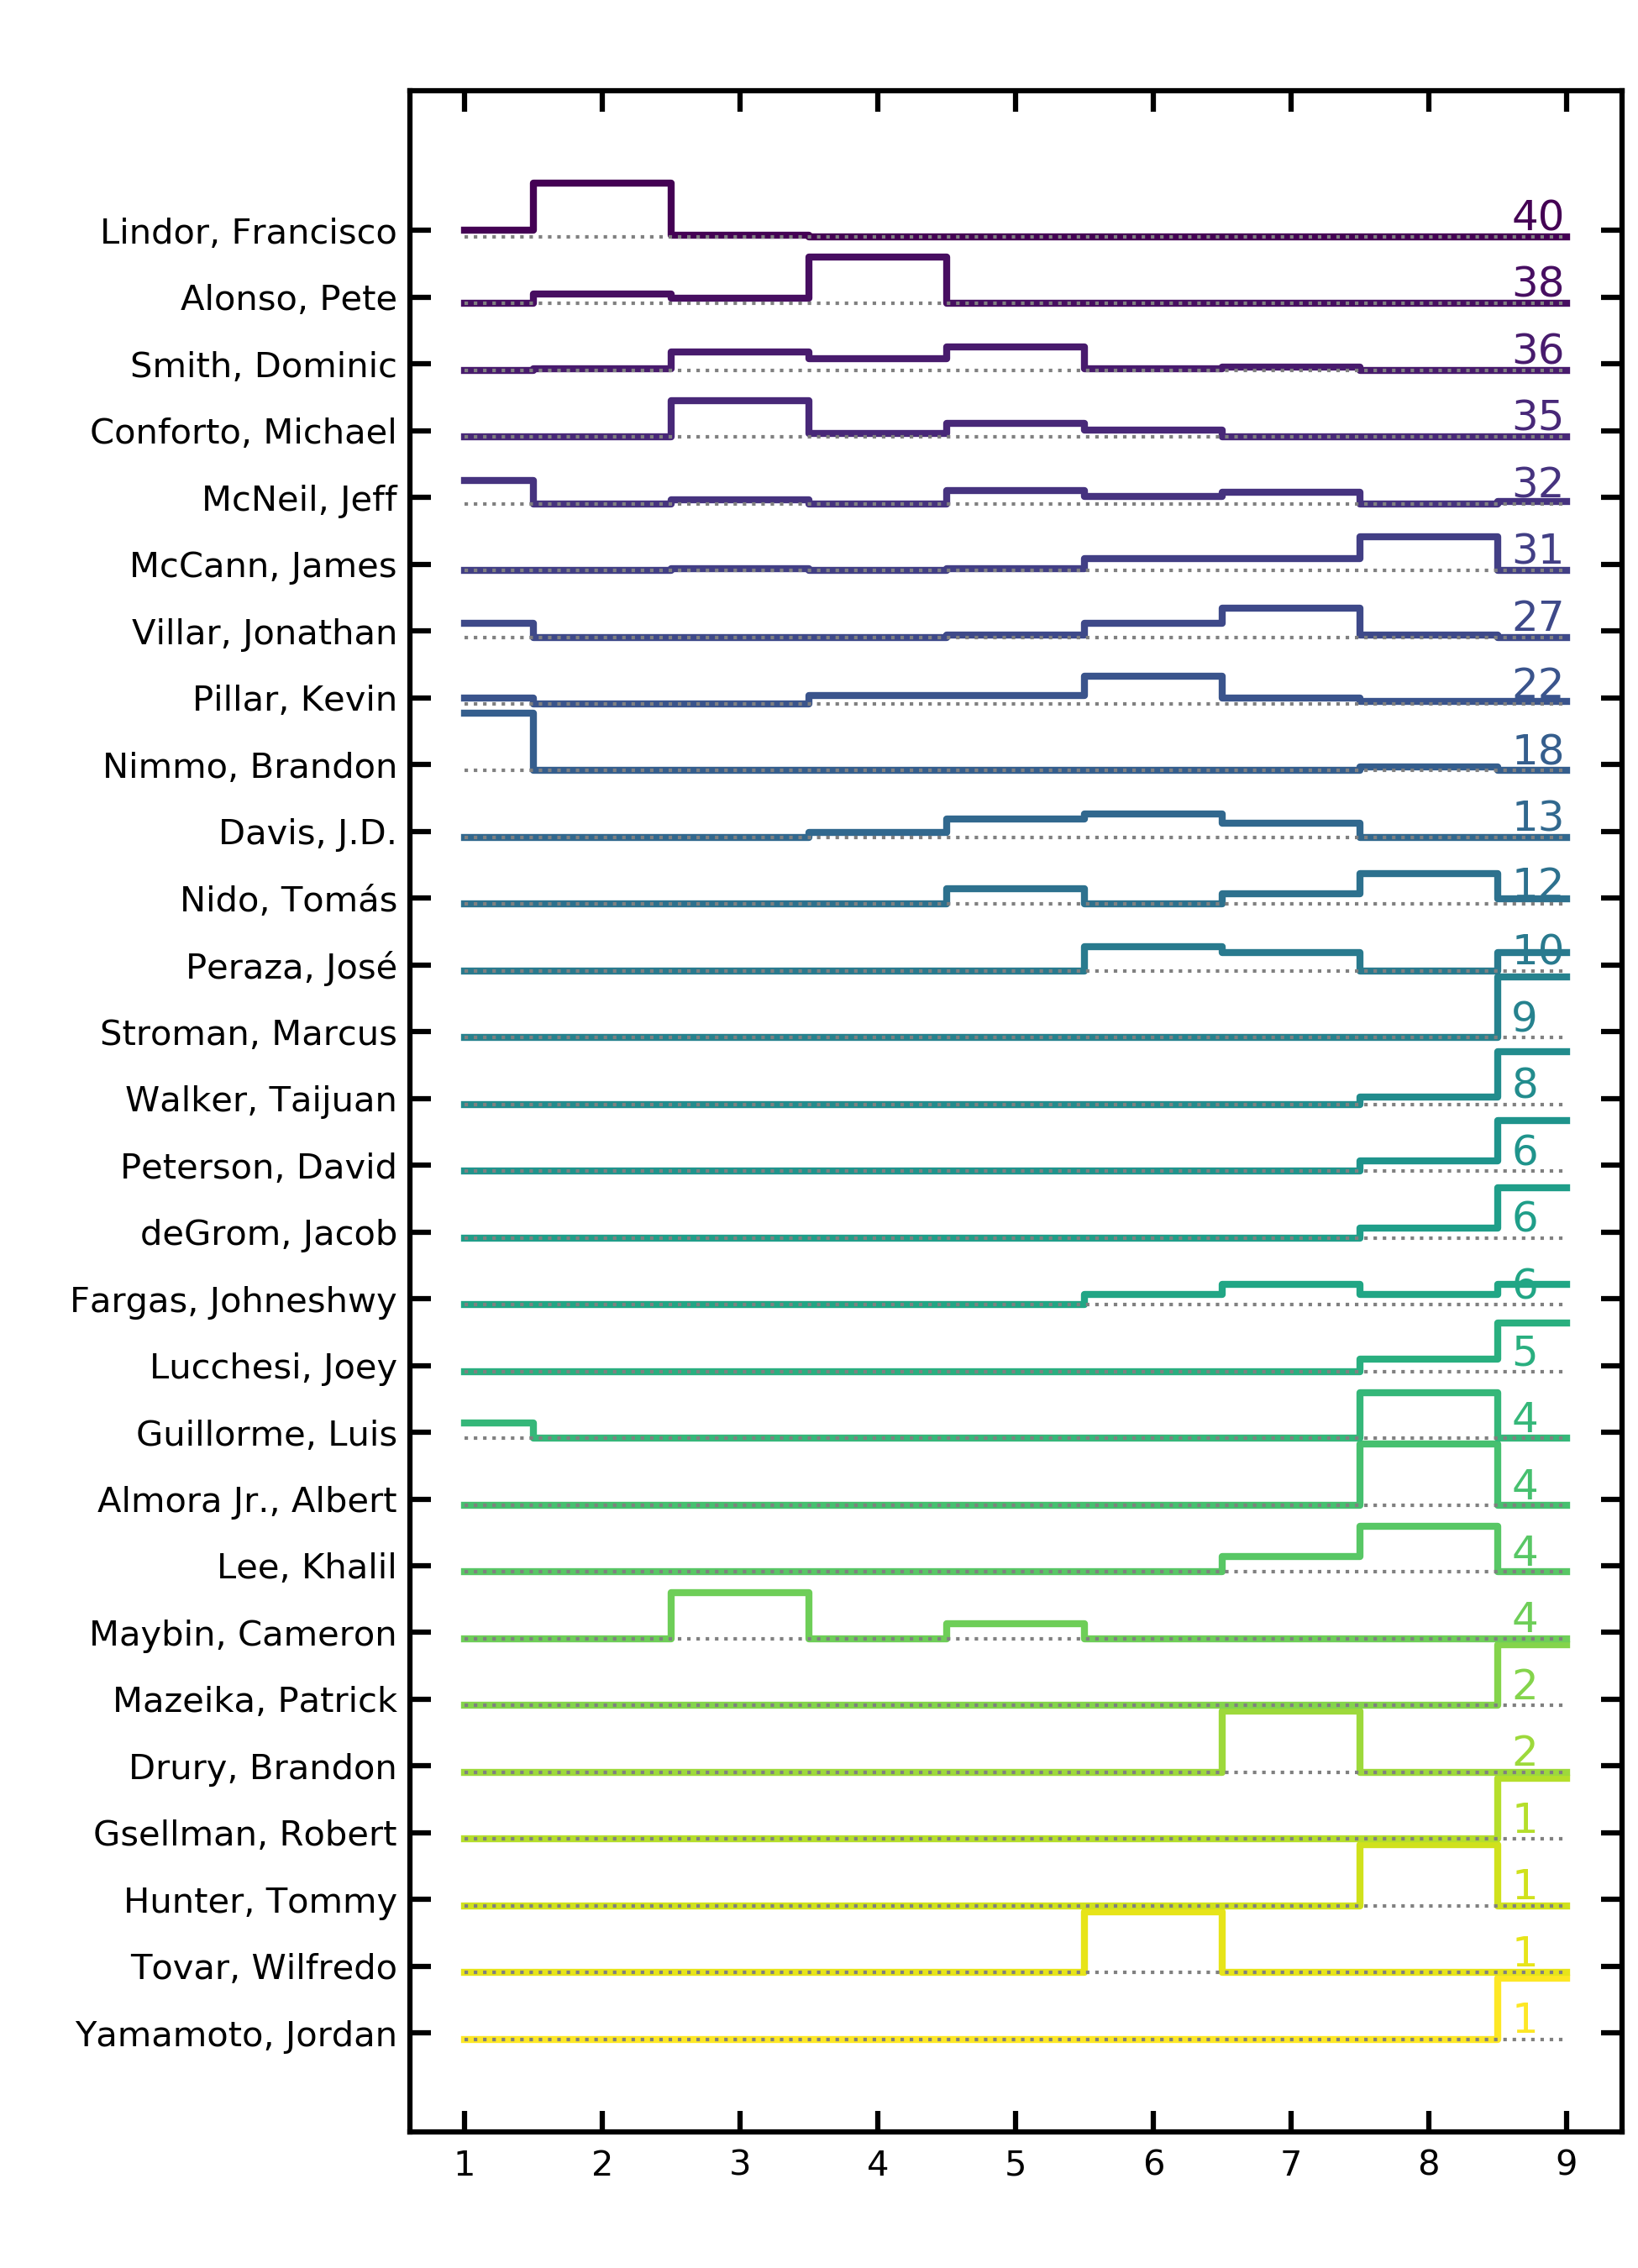 Lindor, Francisco 40
Alonso, Pete 38
Smith, Dominic 36
Conforto, Michael 35
McNeil, Jeff 32
McCann, James 31
Villar, Jonathan 27
Pillar, Kevin 22
Nimmo, Brandon 18
Davis, J.D. 13
Nido, Tomás 12
Peraza, José 10
Stroman, Marcus 9
Walker, Taijuan 8
Peterson, David 6
deGrom, Jacob 6
Fargas, Johneshwy 6
Lucchesi, Joey 5
Guillorme, Luis 4
Almora Jr., Albert 4
Lee, Khalil 4
Maybin, Cameron 4
Mazeika, Patrick 2
Drury, Brandon 2
Gsellman, Robert 1
Hunter, Tommy 1
Tovar, Wilfredo 1
Yamamoto, Jordan 1
1 2 3 4 5 6 7 8 9